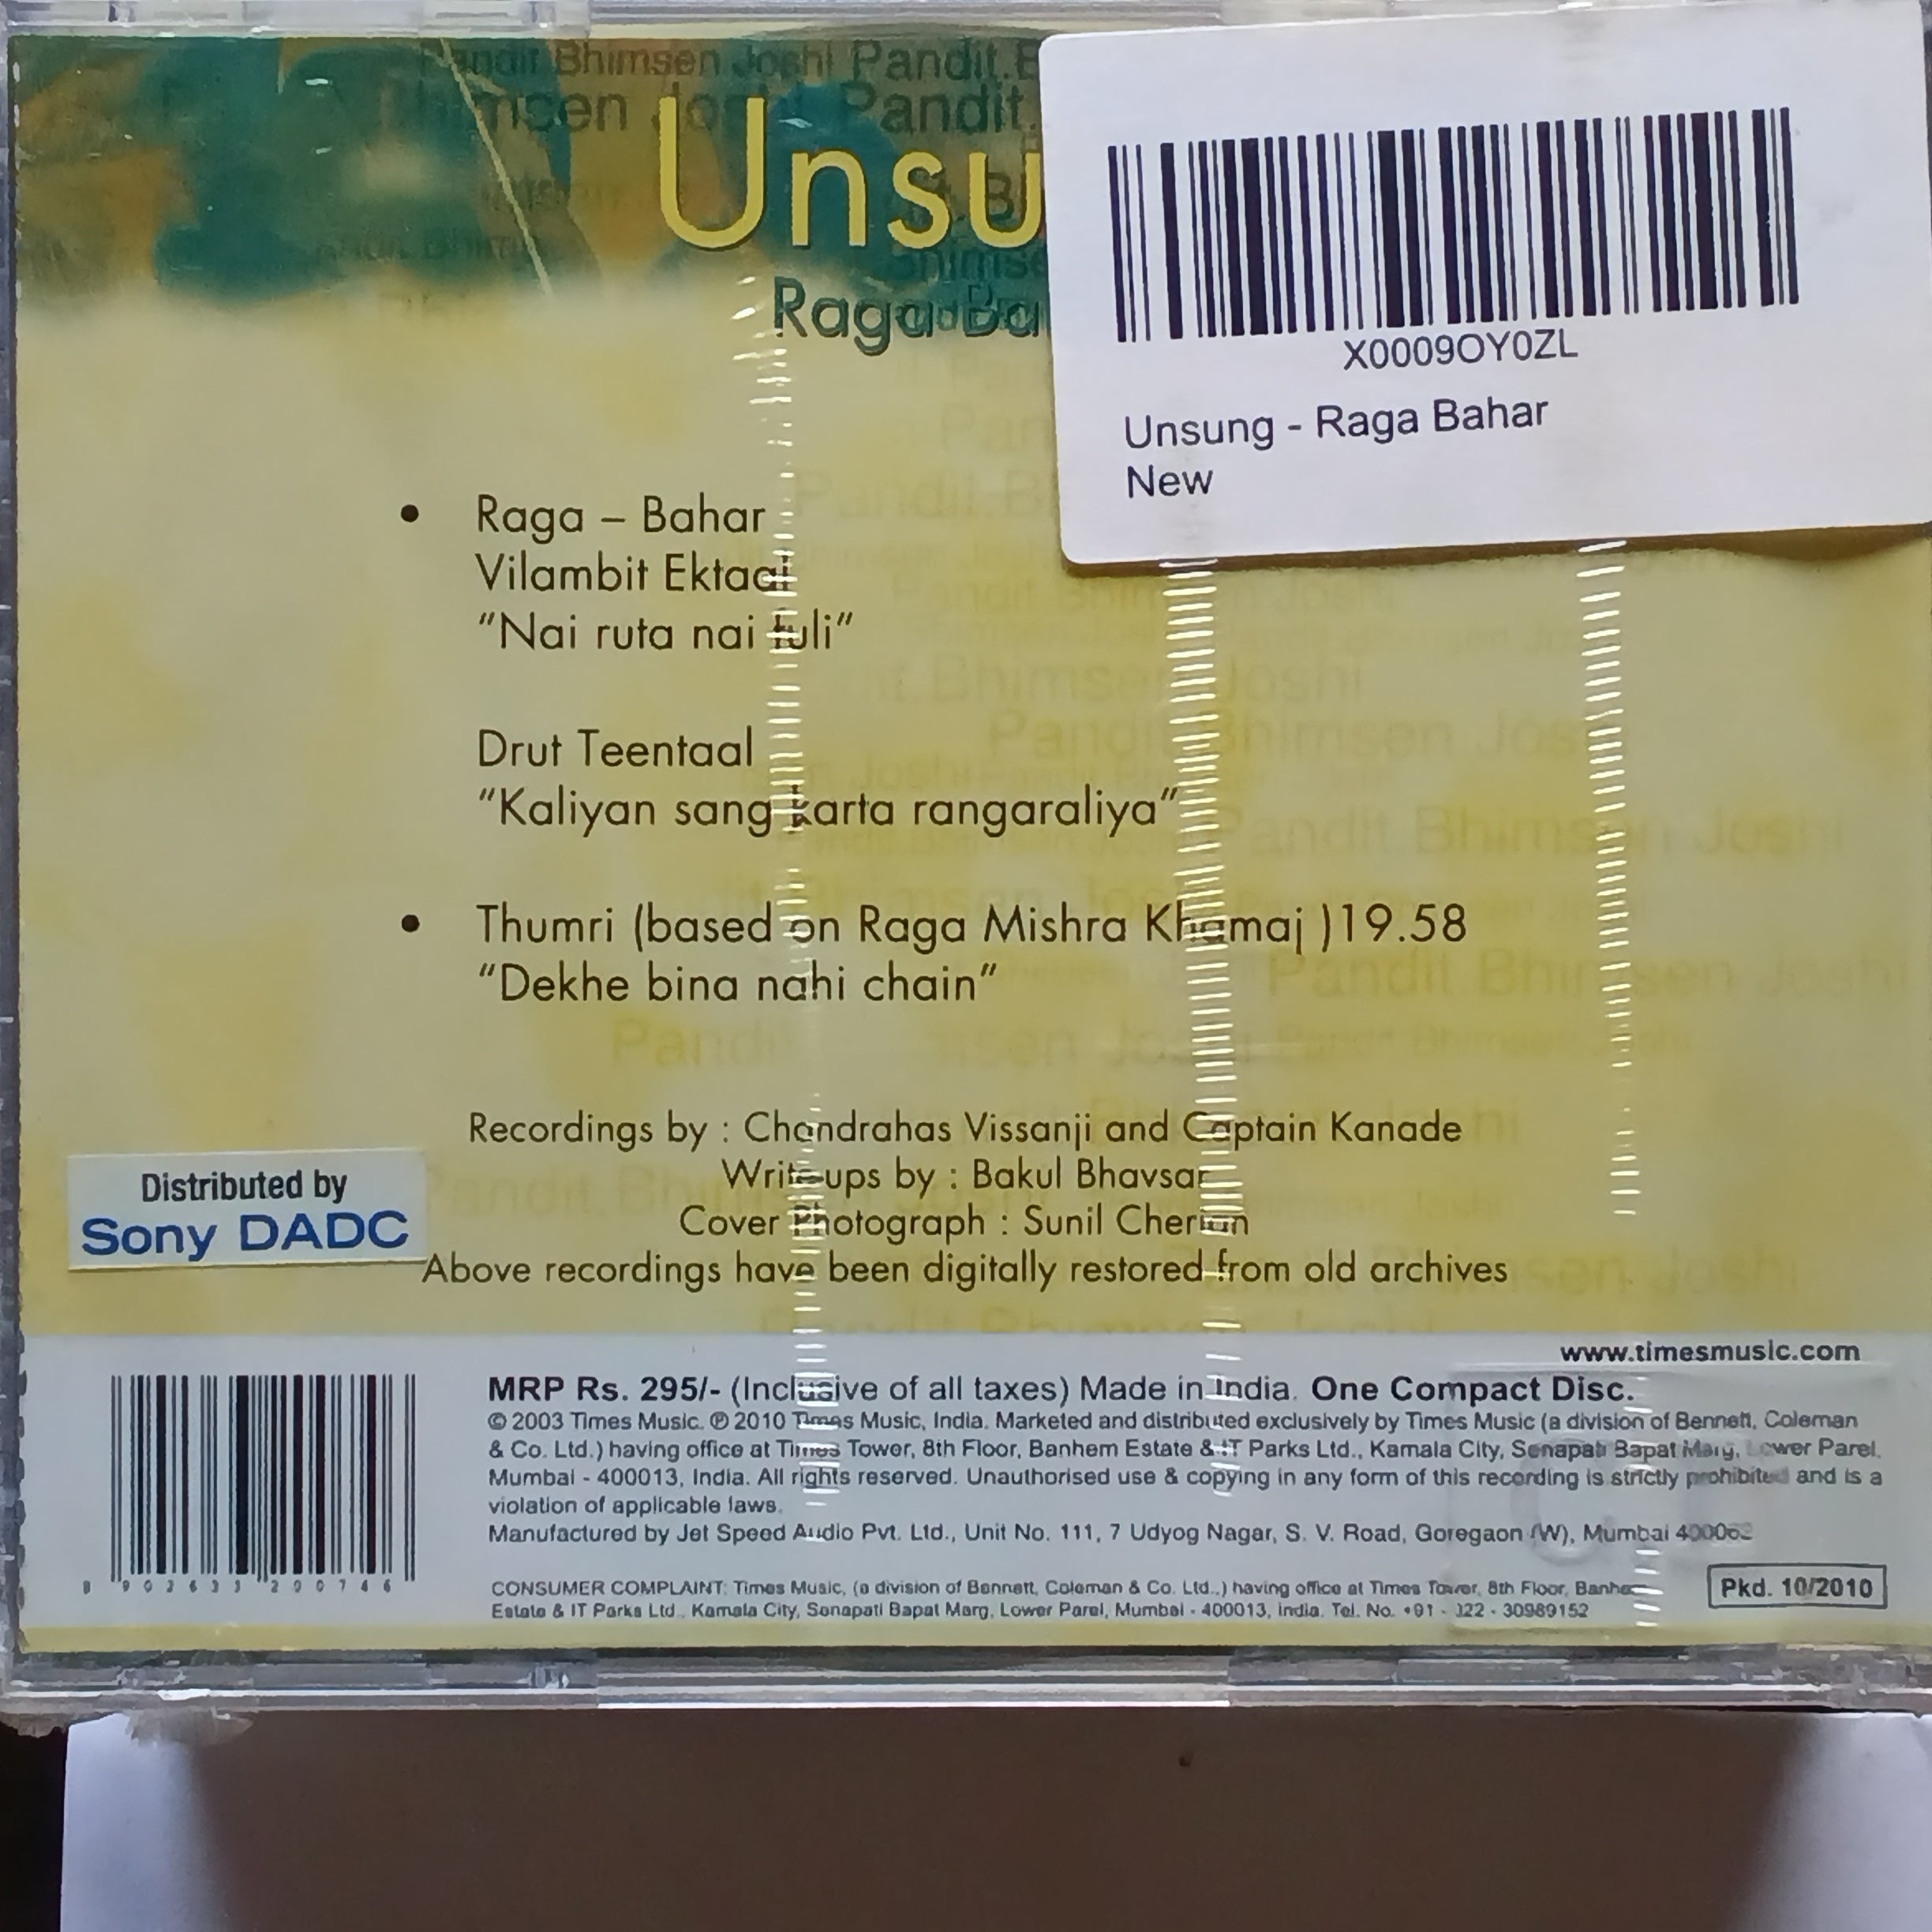 Pandit Bhimsen Joshi Pandit.
Bhimsen Joshi Pandit.
Unsu
Raga Ba
X0009OY0ZL
Unsung - Raga Bahar
New
• Raga – Bahar
Vilambit Ektaal
“Nai ruta nai fuli”
Drut Teentaal
“Kaliyan sang karta rangaraliya”
• Thumri (based on Raga Mishra Khamaj )19.58
“Dekhe bina nahi chain”
Recordings by : Chandrahas Vissanji and Captain Kanade
Write-ups by : Bakul Bhavsar
Cover Photograph : Sunil Cherian
Above recordings have been digitally restored from old archives
Distributed by
Sony DADC
www.timesmusic.com
MRP Rs. 295/- (Inclusive of all taxes) Made in India. One Compact Disc.
© 2003 Times Music. ℗ 2010 Times Music, India. Marketed and distributed exclusively by Times Music (a division of Bennett, Coleman
& Co. Ltd.) having office at Times Tower, 8th Floor, Banhem Estate & IT Parks Ltd., Kamala City, Senapati Bapat Marg, Lower Parel,
Mumbai - 400013, India. All rights reserved. Unauthorised use & copying in any form of this recording is strictly prohibited and is a
violation of applicable laws.
Manufactured by Jet Speed Audio Pvt. Ltd., Unit No. 111, 7 Udyog Nagar, S. V. Road, Goregaon (W), Mumbai 400062
8 903633 200746
CONSUMER COMPLAINT: Times Music, (a division of Bennett, Coleman & Co. Ltd.,) having office at Times Tower, 8th Floor, Banhem
Estate & IT Parks Ltd., Kamala City, Senapati Bapat Marg, Lower Parel, Mumbai - 400013, India. Tel. No. +91 - 022 - 30989152
Pkd. 10/2010